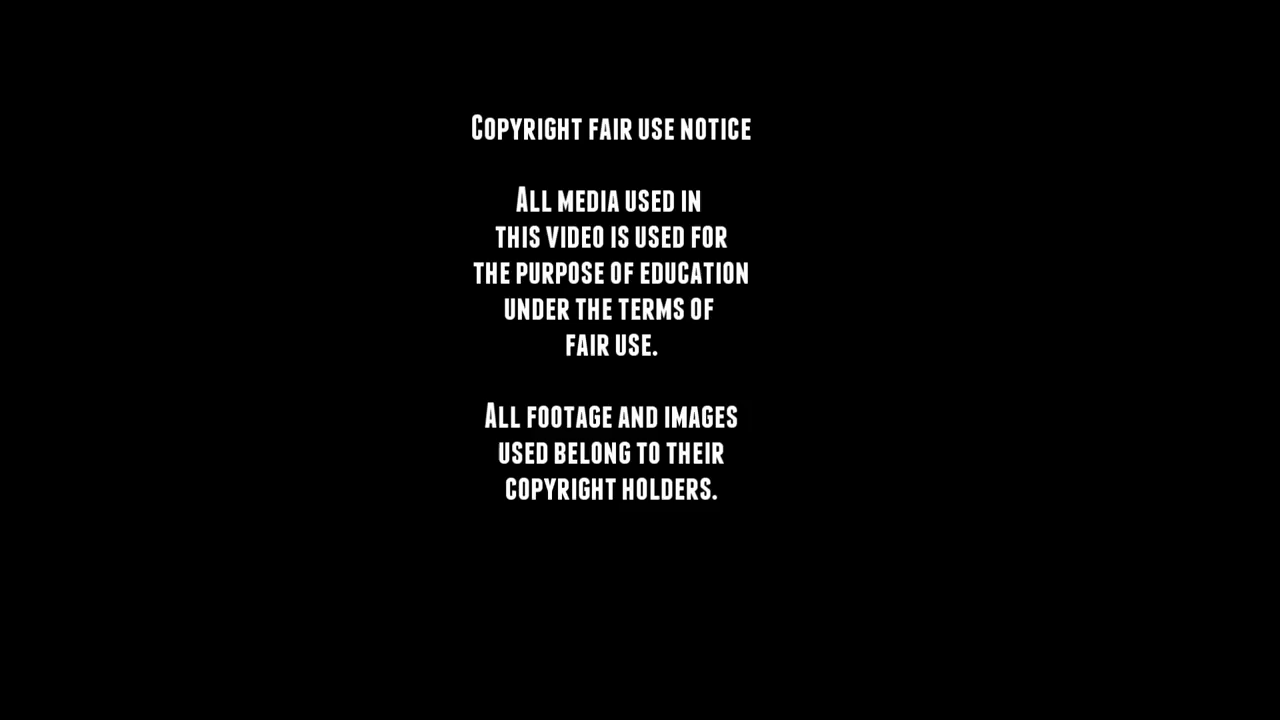 Copyright fair use notice
All media used in
this video is used for
the purpose of education
under the terms of
fair use.
All footage and images
used belong to their
copyright holders.